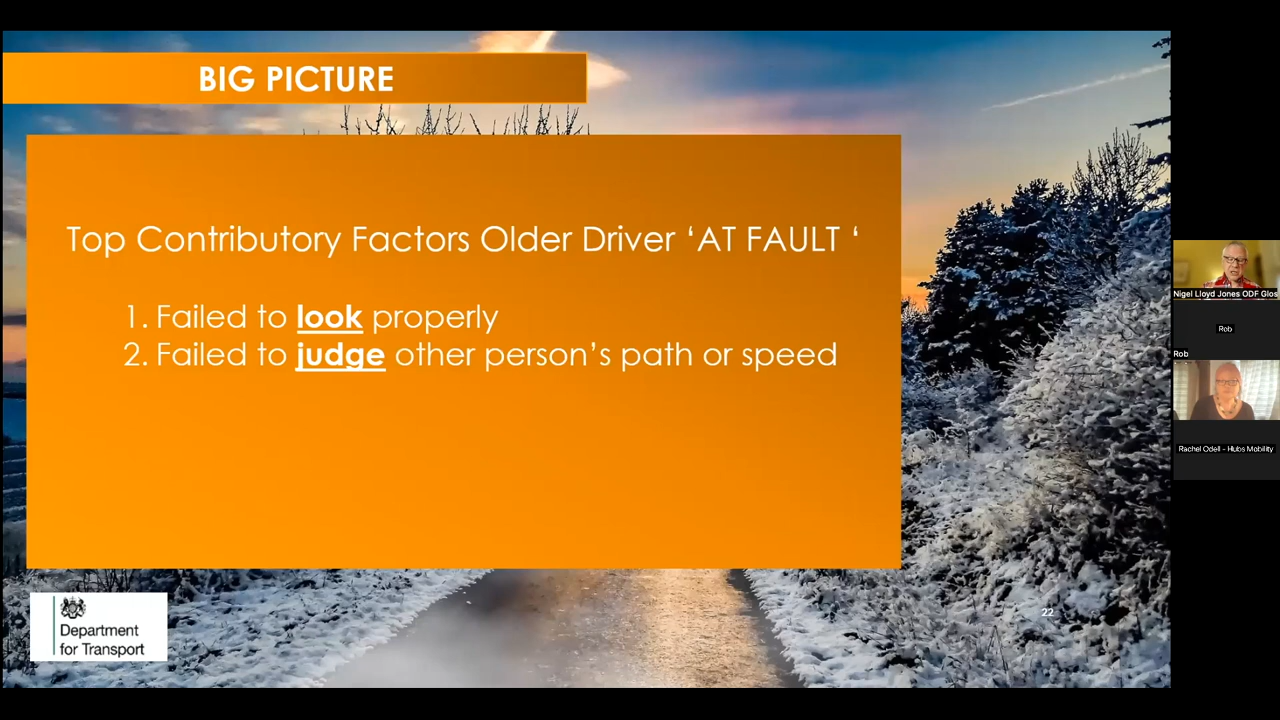 BIG PICTURE
Top Contributory Factors Older Driver ‘AT FAULT ‘
1. Failed to look properly
2. Failed to judge other person’s path or speed
Department
for Transport
22
Nigel Lloyd Jones ODF Glos
Rob
Rob
Rachel Odell - Hubs Mobility